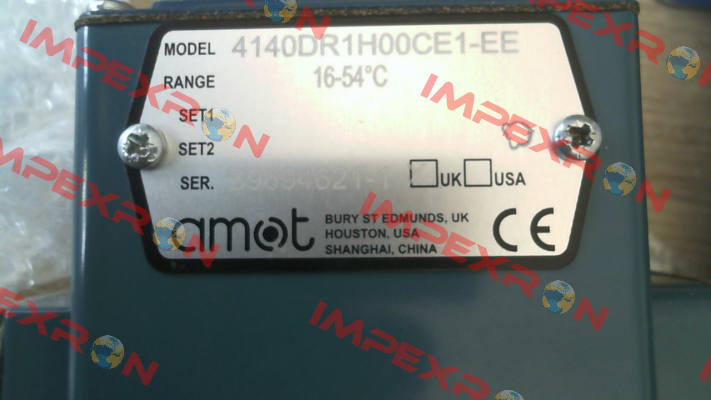 IMPEXRON
MODEL 4140DR1H00CE1-EE
RANGE 16-54°C
SET1
SET2
SER. UK USA
amot
BURY ST EDMUNDS, UK
HOUSTON, USA
SHANGHAI, CHINA
CE
IMPEXRON
IMPEXRON
IMPEXRON
IMPEXRON